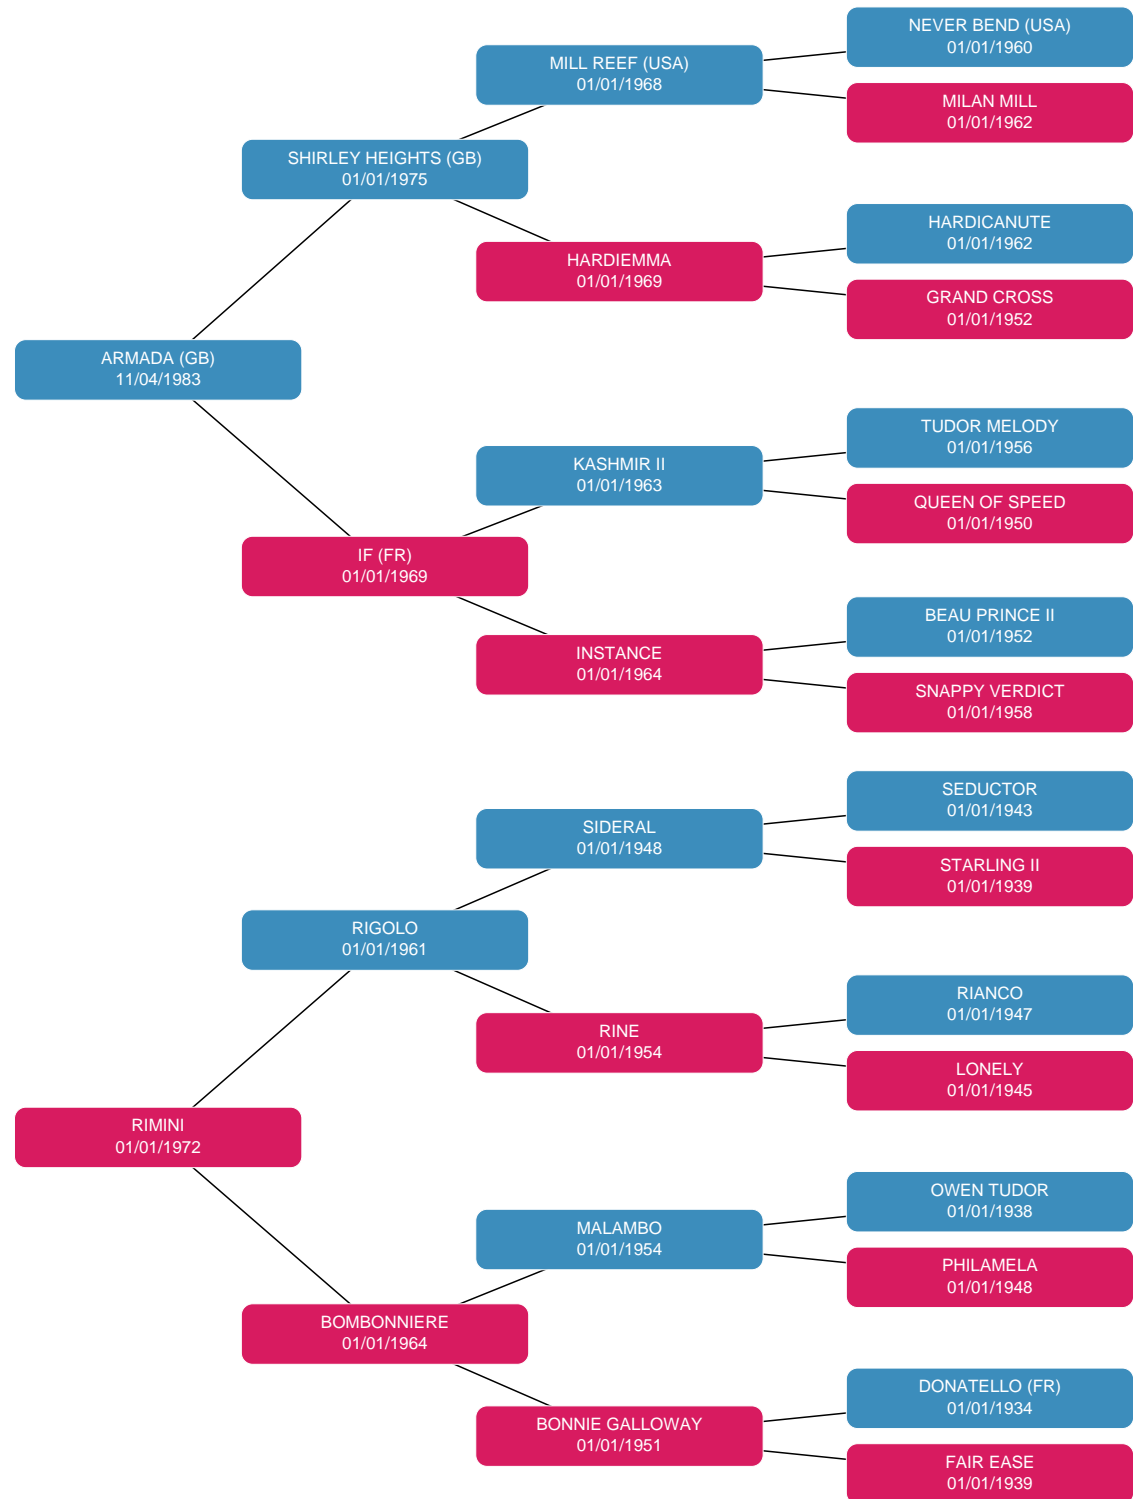 NEVER BEND (USA)
01/01/1960
MILL REEF (USA)
01/01/1968
MILAN MILL
01/01/1962
SHIRLEY HEIGHTS (GB)
01/01/1975
HARDICANUTE
01/01/1962
HARDIEMMA
01/01/1969
GRAND CROSS
01/01/1952
ARMADA (GB)
11/04/1983
TUDOR MELODY
01/01/1956
KASHMIR II
01/01/1963
QUEEN OF SPEED
01/01/1950
IF (FR)
01/01/1969
BEAU PRINCE II
01/01/1952
INSTANCE
01/01/1964
SNAPPY VERDICT
01/01/1958
SEDUCTOR
01/01/1943
SIDERAL
01/01/1948
STARLING II
01/01/1939
RIGOLO
01/01/1961
RIANCO
01/01/1947
RINE
01/01/1954
LONELY
01/01/1945
RIMINI
01/01/1972
OWEN TUDOR
01/01/1938
MALAMBO
01/01/1954
PHILAMELA
01/01/1948
BOMBONNIERE
01/01/1964
DONATELLO (FR)
01/01/1934
BONNIE GALLOWAY
01/01/1951
FAIR EASE
01/01/1939